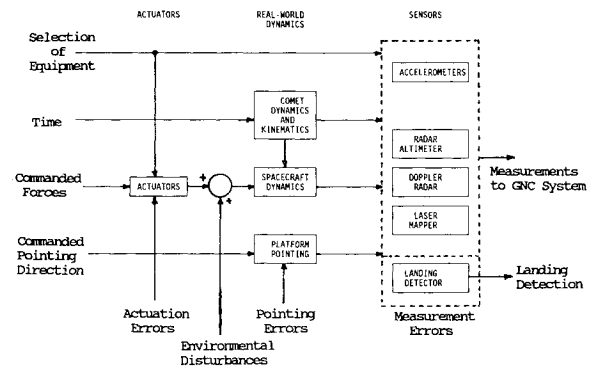 ACTUATORS
REAL-WORLD
DYNAMICS
SENSORS
Selection
of
Equipment
ACCELEROMETERS
COMET
DYNAMICS
AND
KINEMATICS
Time
RADAR
ALTIMETER
Measurements
to GNC System
Commanded
Forces
ACTUATORS
+
+
SPACECRAFT
DYNAMICS
DOPPLER
RADAR
LASER
MAPPER
Commanded
Pointing
Direction
PLATFORM
POINTING
LANDING
DETECTOR
Landing
Detection
Actuation
Errors
Pointing
Errors
Measurement
Errors
Environmental
Disturbances